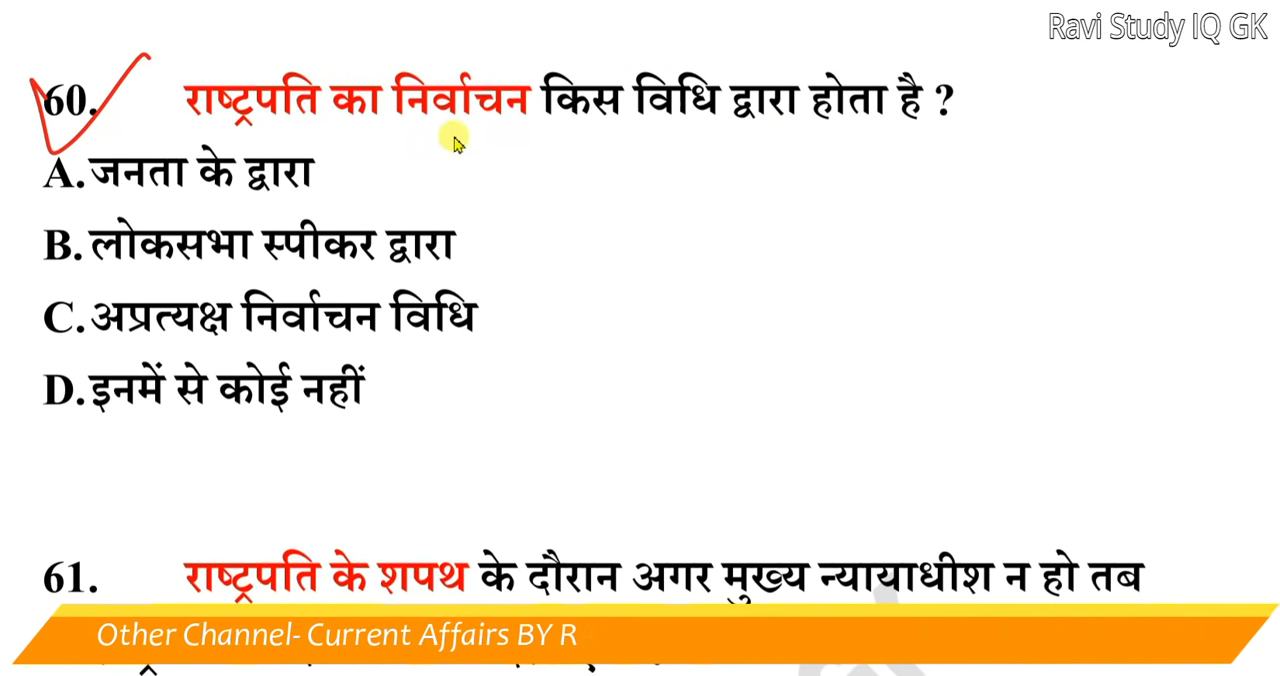 Ravi Study IQ GK
60. राष्ट्रपति का निर्वाचन किस विधि द्वारा होता है ?
A. जनता के द्वारा
B. लोकसभा स्पीकर द्वारा
C. अप्रत्यक्ष निर्वाचन विधि
D. इनमें से कोई नहीं
61. राष्ट्रपति के शपथ के दौरान अगर मुख्य न्यायाधीश न हो तब
Other Channel- Current Affairs BY R